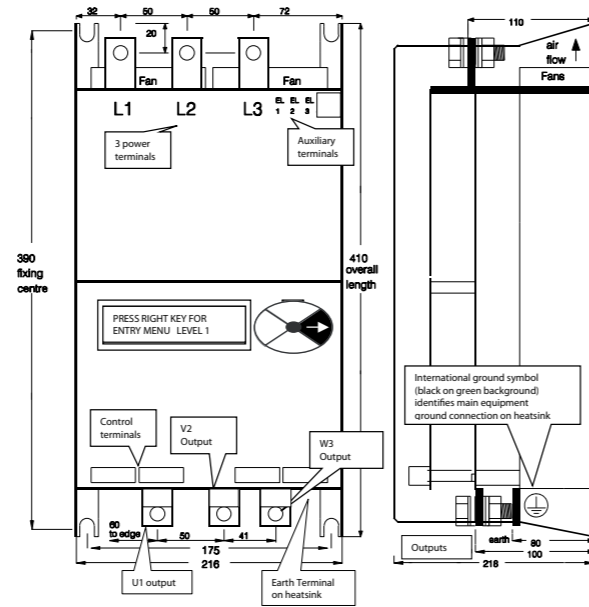 32
50
50
72
20
Fan
Fan
L1
L2
L3
EL
1
EL
2
EL
3
3 power
terminals
Auxiliary
terminals
390
fixing
centre
410
overall
length
PRESS RIGHT KEY FOR
ENTRY MENU LEVEL 1
Control
terminals
V2
Output
W3
Output
60
to edge
50
41
175
216
U1 output
Earth Terminal
on heatsink
110
air
flow
Fans
International ground symbol
(black on green background)
identifies main equipment
ground connection on heatsink
Outputs
earth
80
100
218